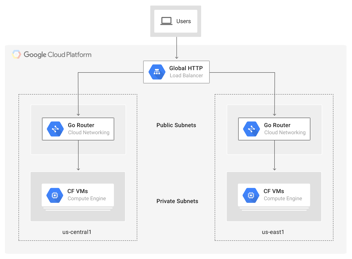 Users
Google Cloud Platform
Global HTTP
Load Balancer
Go Router
Cloud Networking
Public Subnets
Go Router
Cloud Networking
CF VMs
Compute Engine
Private Subnets
CF VMs
Compute Engine
us-central1
us-east1